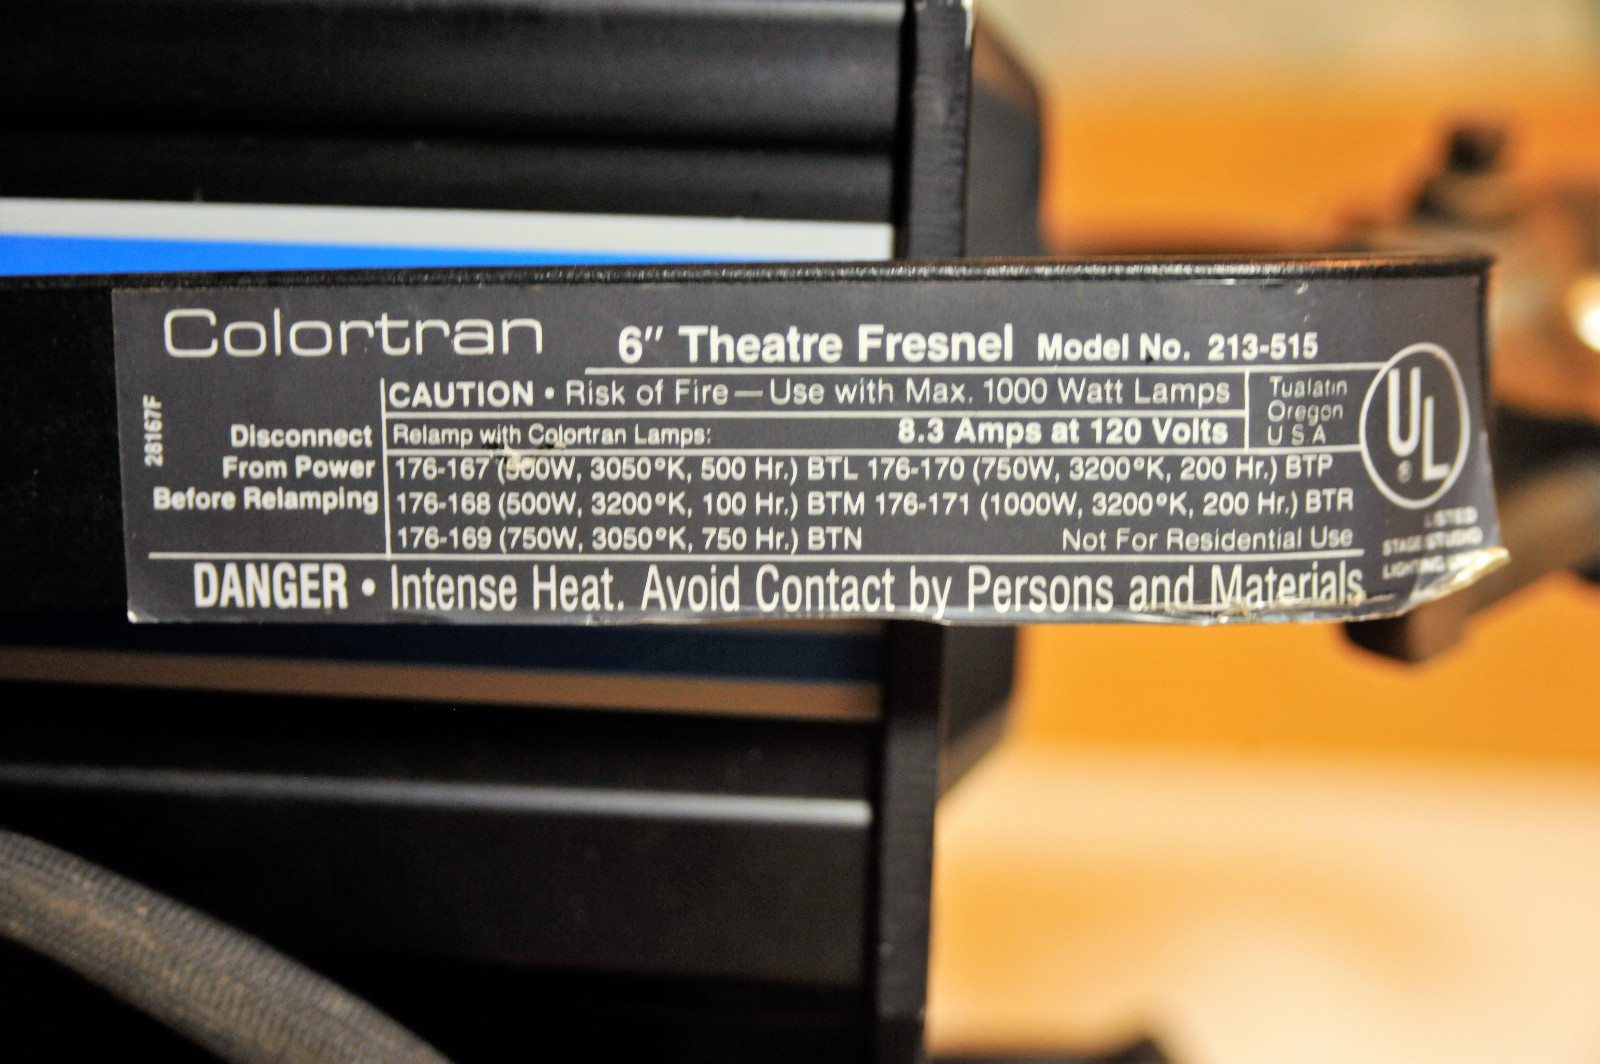 Colortran
6" Theatre Fresnel Model No. 213-515
CAUTION • Risk of Fire — Use with Max. 1000 Watt Lamps
Tualatin
Oregon
U S A
UL
®
28167F
Disconnect
From Power
Before Relamping
Relamp with Colortran Lamps: 8.3 Amps at 120 Volts
176-167 (500W, 3050°K, 500 Hr.) BTL 176-170 (750W, 3200°K, 200 Hr.) BTP
176-168 (500W, 3200°K, 100 Hr.) BTM 176-171 (1000W, 3200°K, 200 Hr.) BTR
176-169 (750W, 3050°K, 750 Hr.) BTN Not For Residential Use
LISTED
STAGE STUDIO
LIGHTING
DANGER • Intense Heat. Avoid Contact by Persons and Materials